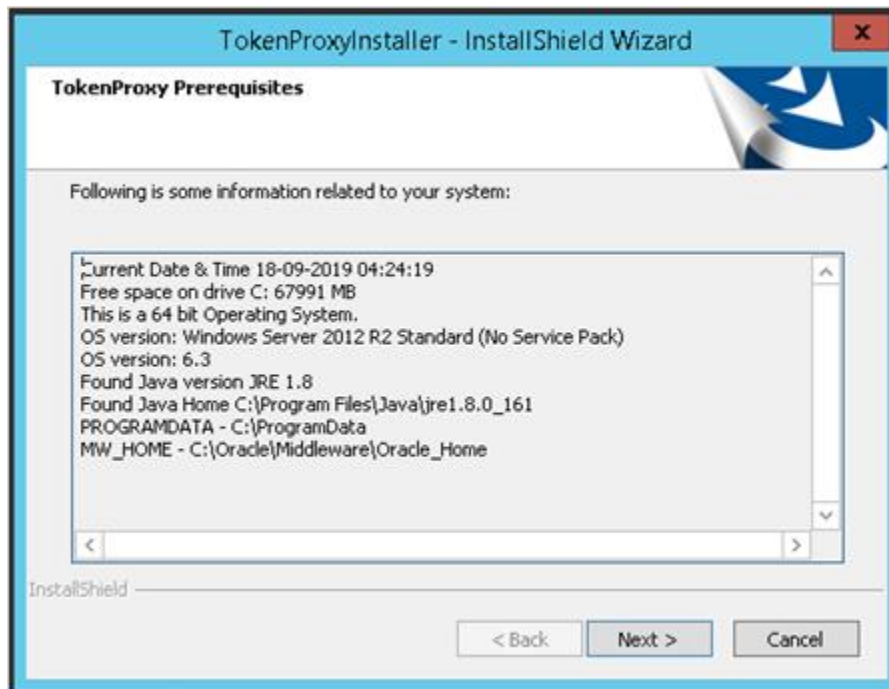 TokenProxyInstaller - InstallShield Wizard
TokenProxy Prerequisites
Following is some information related to your system:
Current Date & Time 18-09-2019 04:24:19
Free space on drive C: 67991 MB
This is a 64 bit Operating System.
OS version: Windows Server 2012 R2 Standard (No Service Pack)
OS version: 6.3
Found Java version JRE 1.8
Found Java Home C:\Program Files\Java\jre1.8.0_161
PROGRAMDATA - C:\ProgramData
MW_HOME - C:\Oracle\Middleware\Oracle_Home
InstallShield
< Back Next > Cancel